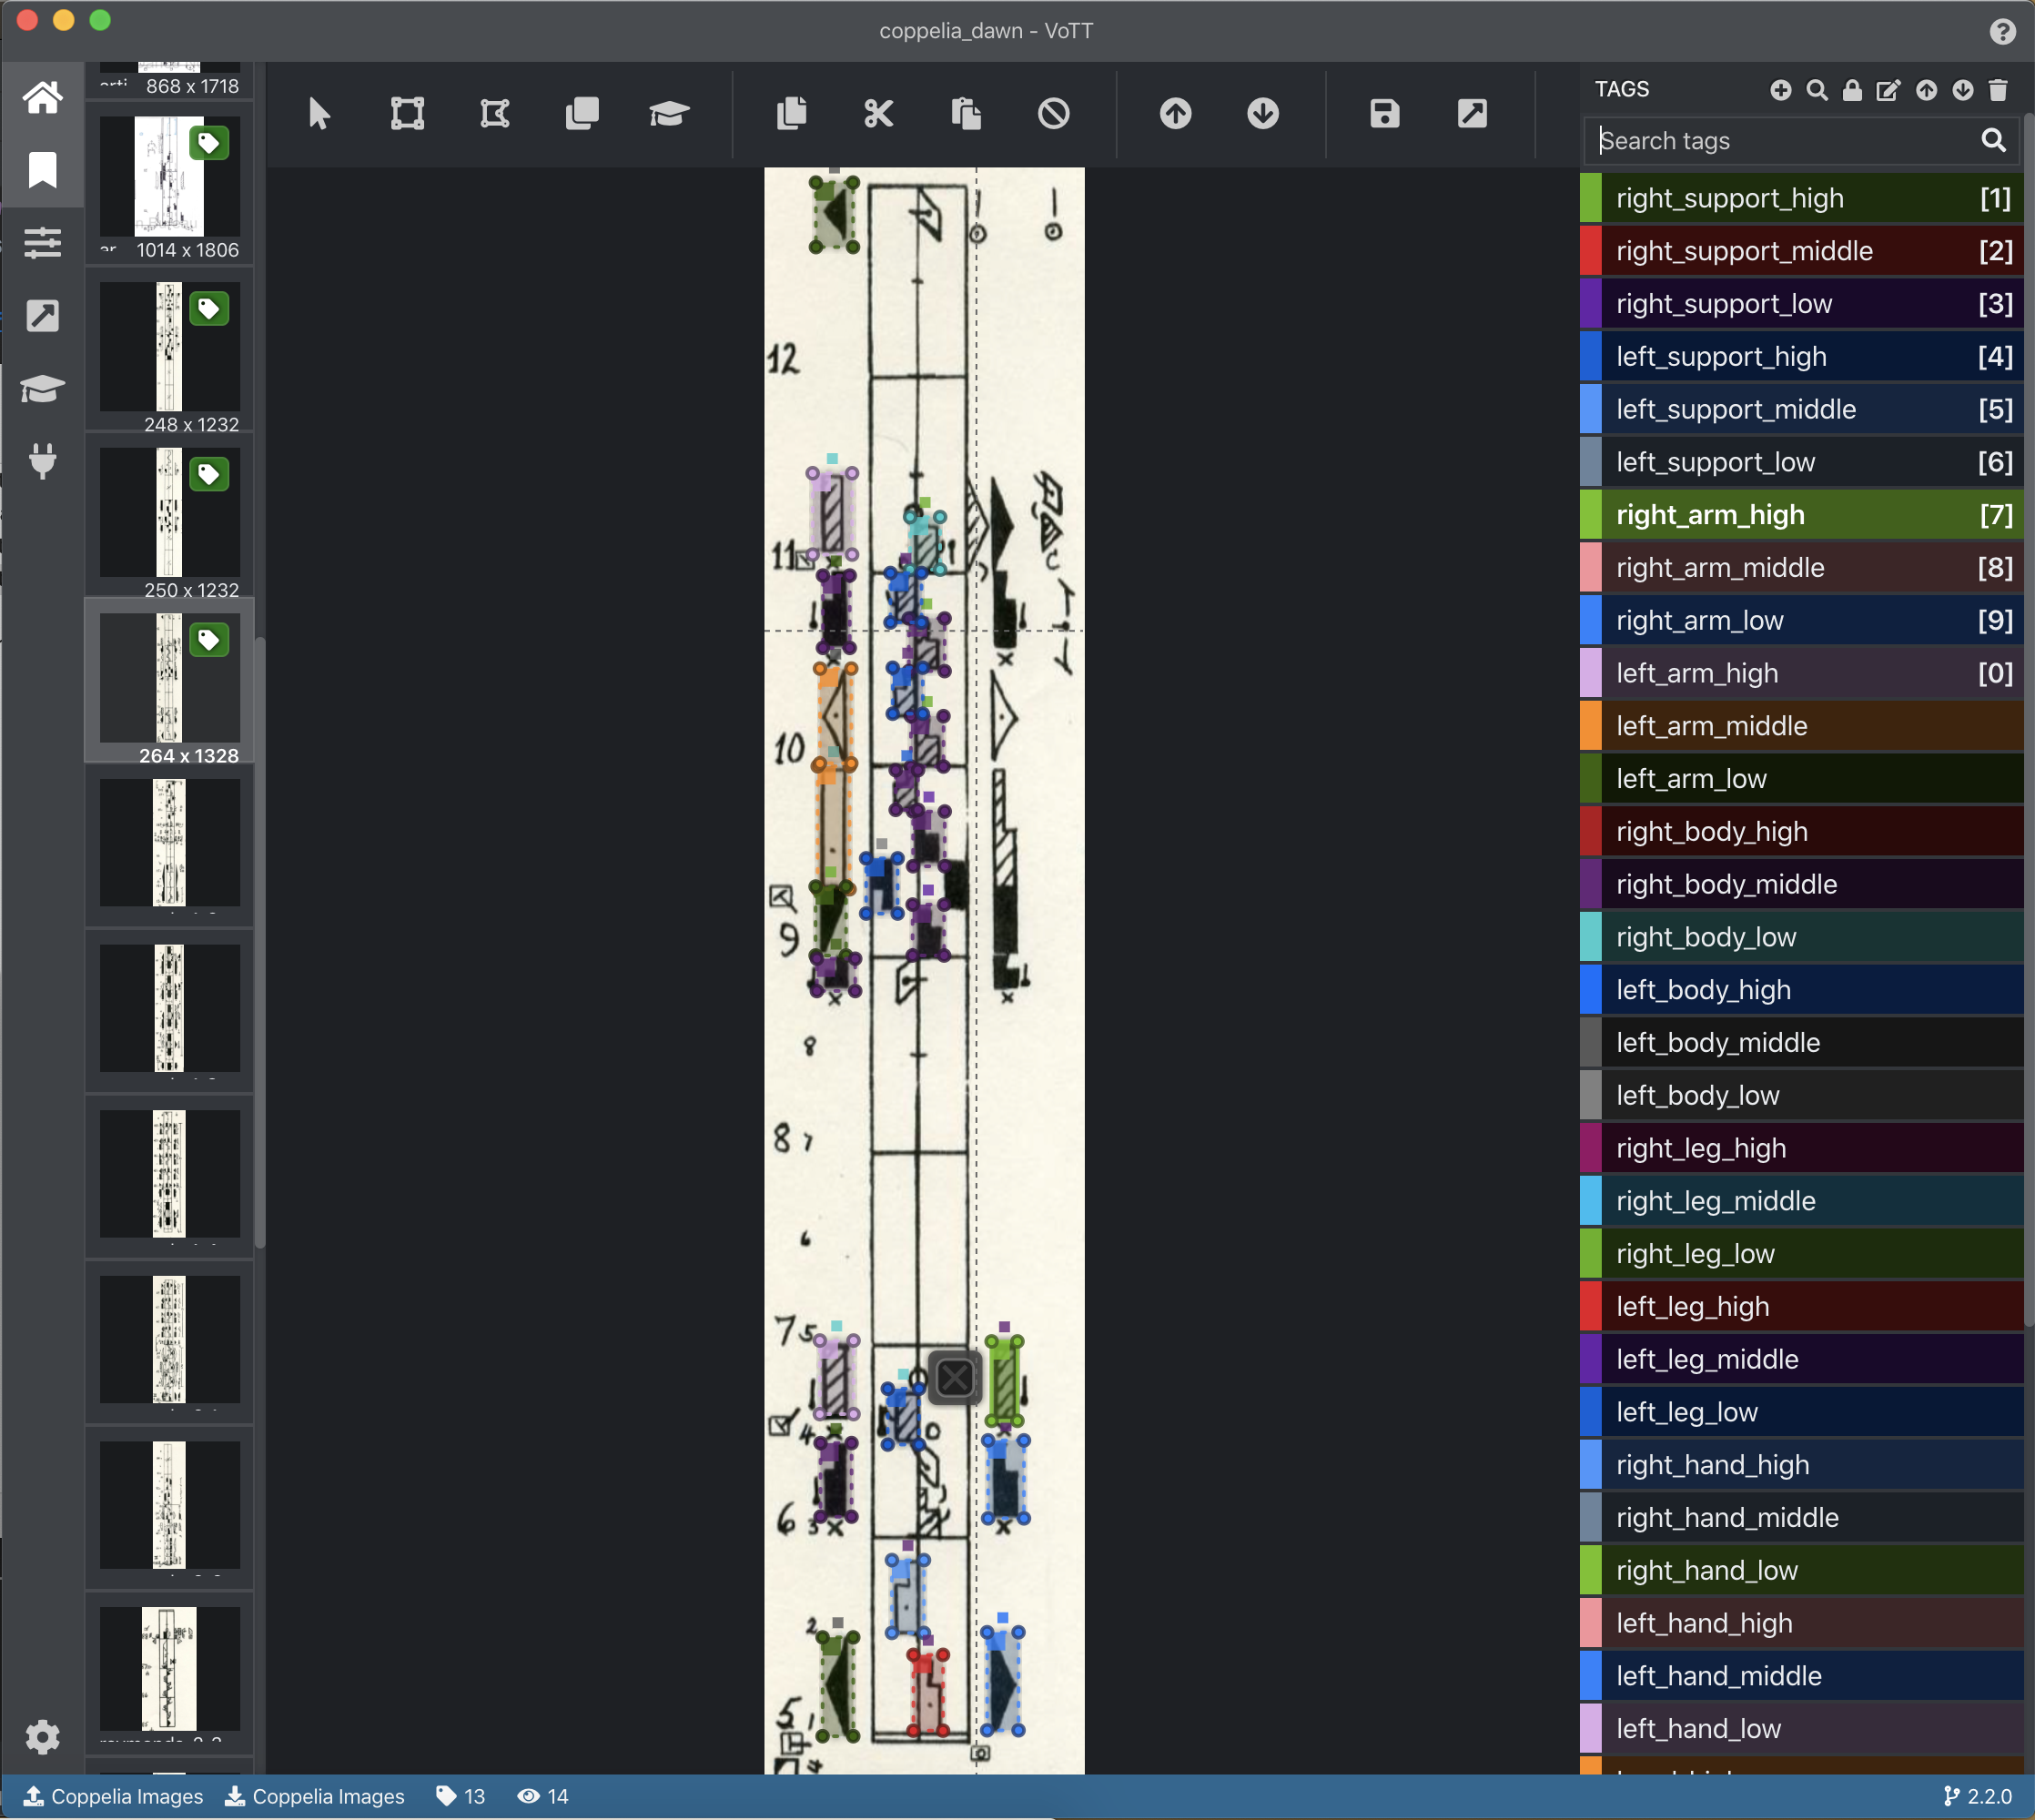 coppelia_dawn - VoTT
868 x 1718
1014 x 1806
248 x 1232
250 x 1232
264 x 1328
12
11
10
9
8
8 7
6
7 5
4
6 3
2
5 1
4
TAGS
Search tags
right_support_high [1]
right_support_middle [2]
right_support_low [3]
left_support_high [4]
left_support_middle [5]
left_support_low [6]
right_arm_high [7]
right_arm_middle [8]
right_arm_low [9]
left_arm_high [0]
left_arm_middle
left_arm_low
right_body_high
right_body_middle
right_body_low
left_body_high
left_body_middle
left_body_low
right_leg_high
right_leg_middle
right_leg_low
left_leg_high
left_leg_middle
left_leg_low
right_hand_high
right_hand_middle
right_hand_low
left_hand_high
left_hand_middle
left_hand_low
Coppelia Images Coppelia Images 13 14 2.2.0